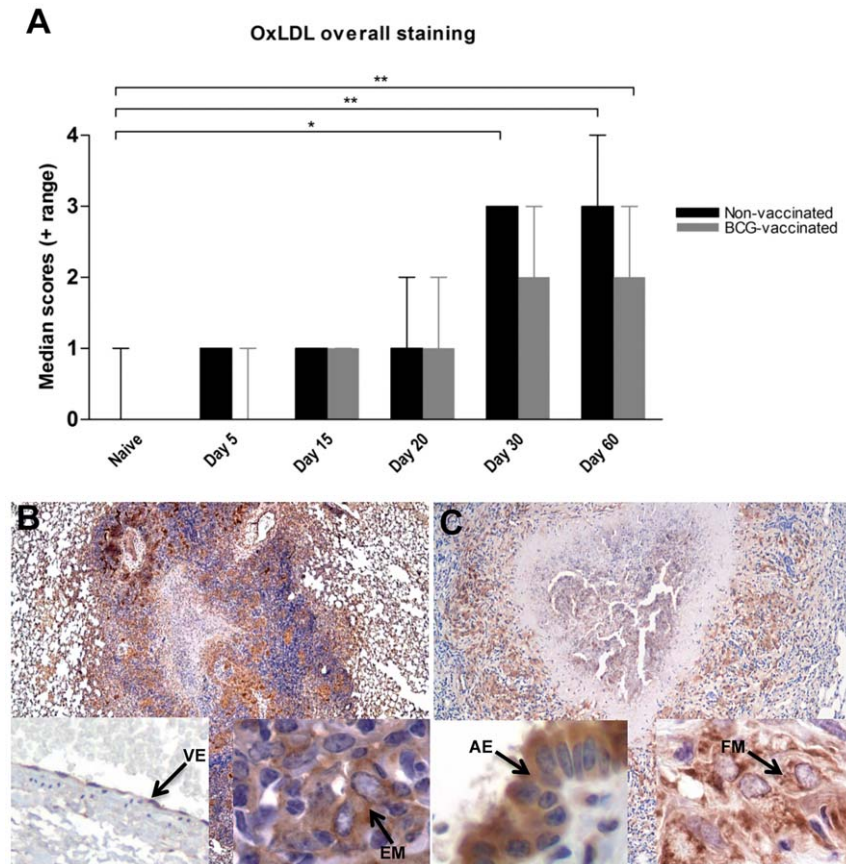 A
OxLDL overall staining
**
**
*
Median scores (+ range)
4
3
2
1
0
Naive
Day 5
Day 15
Day 20
Day 30
Day 60
Non-vaccinated
BCG-vaccinated
B
C
VE
EM
AE
FM